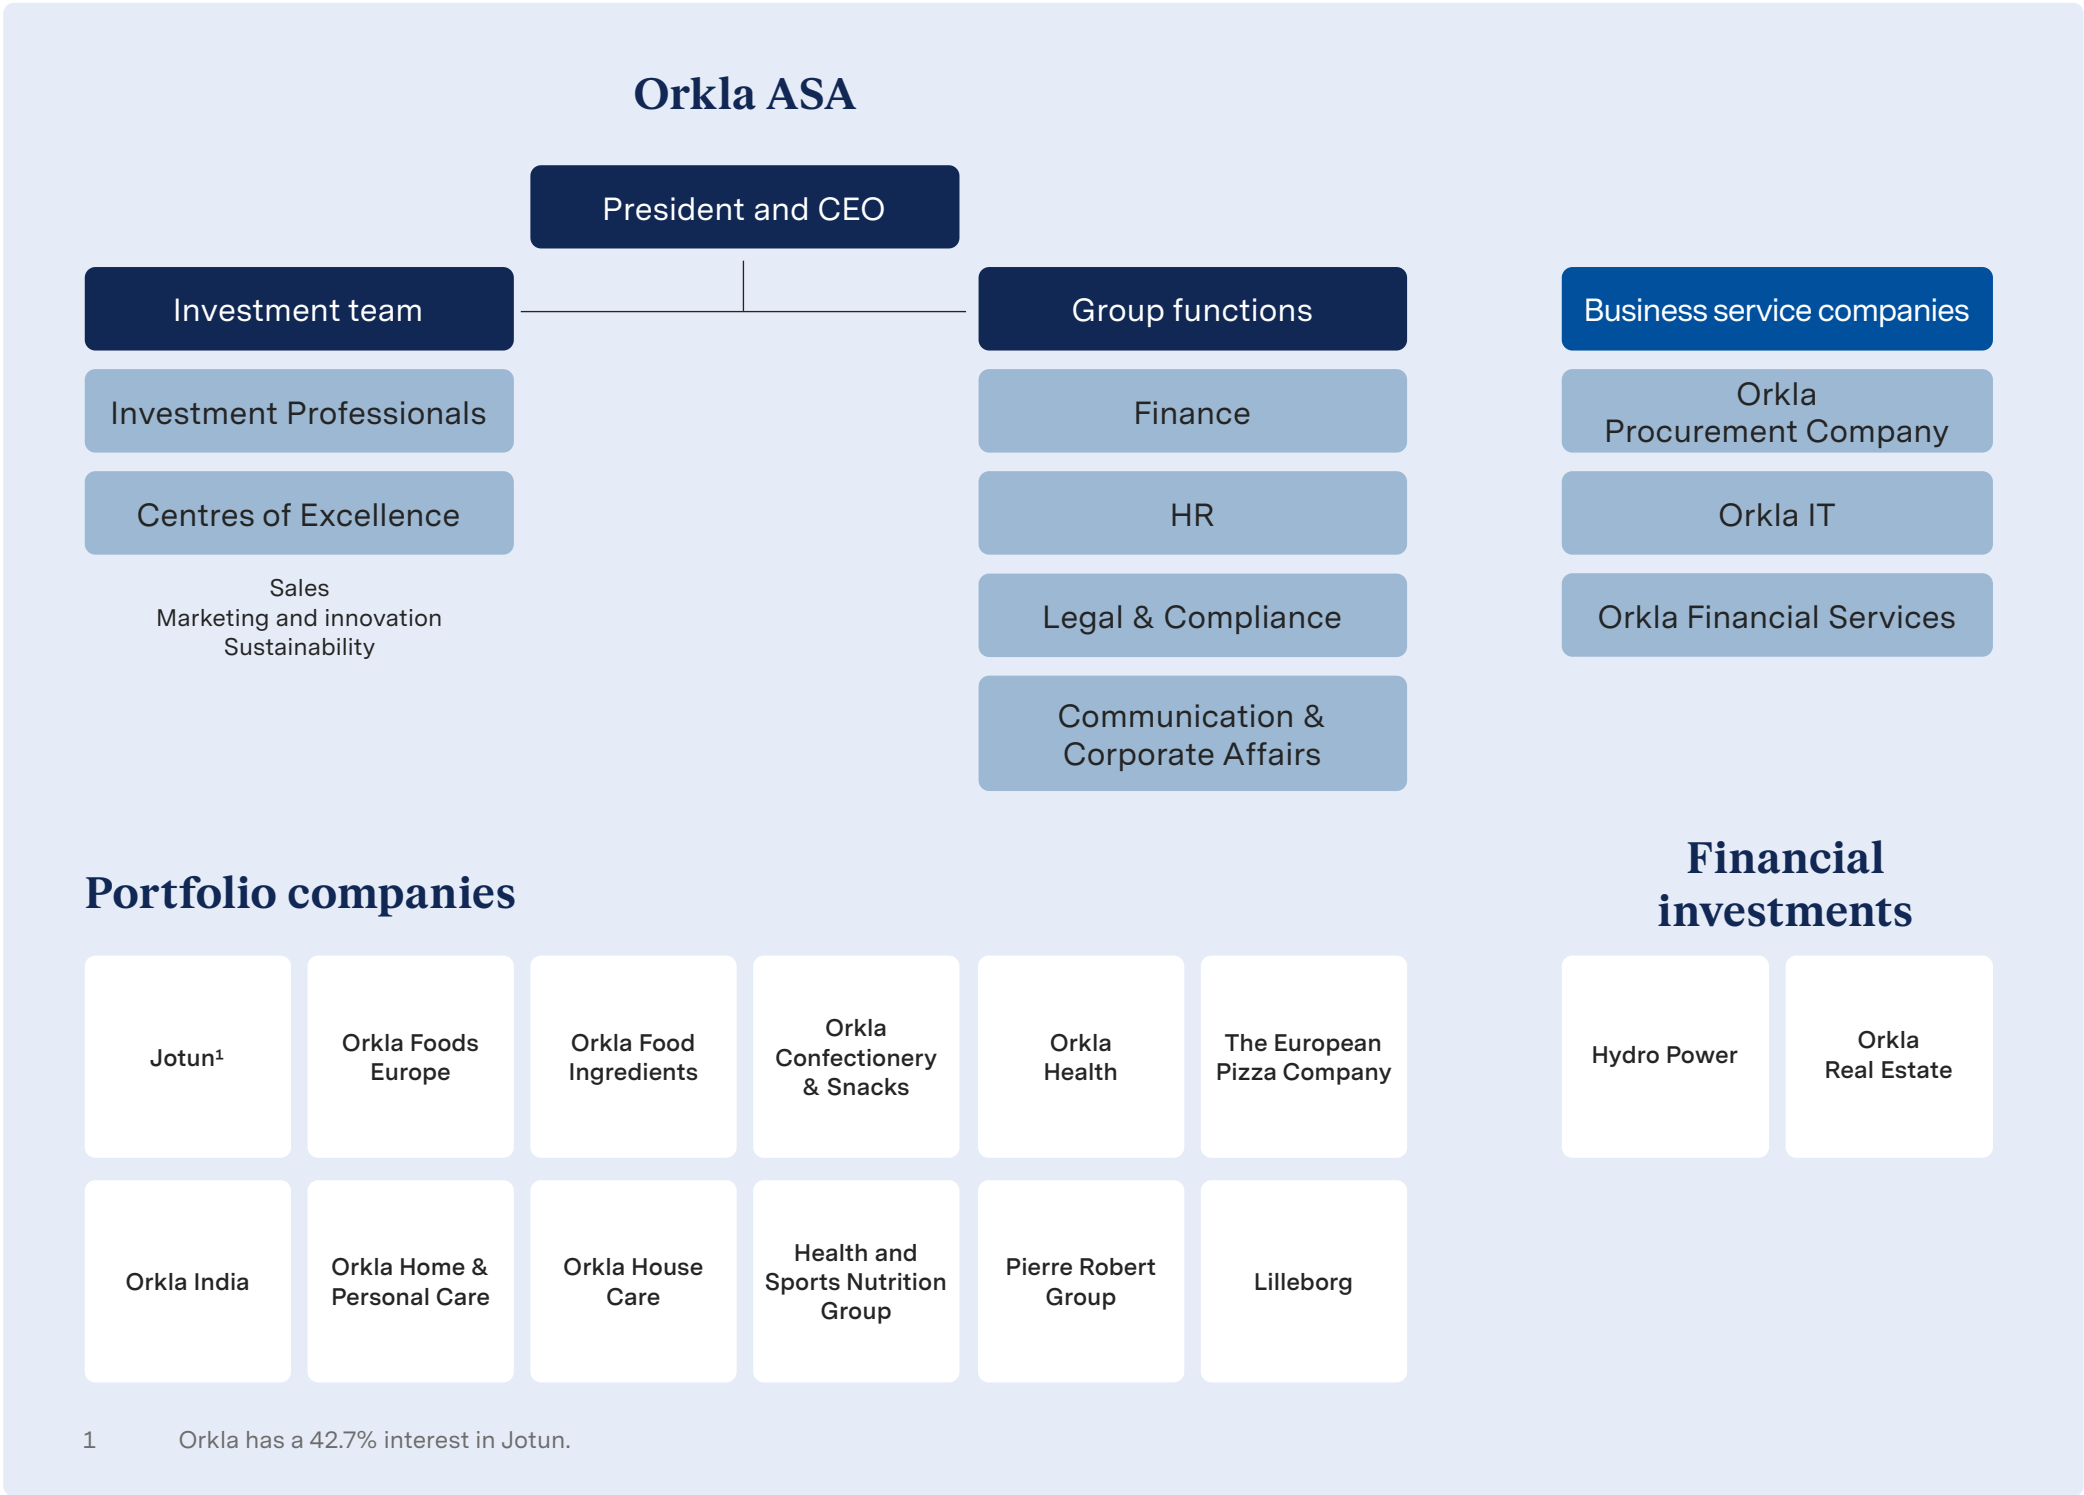 Orkla ASA
President and CEO
Investment team
Investment Professionals
Centres of Excellence
Sales
Marketing and innovation
Sustainability
Group functions
Finance
HR
Legal & Compliance
Communication &
Corporate Affairs
Business service companies
Orkla
Procurement Company
Orkla IT
Orkla Financial Services
Portfolio companies
Jotun¹
Orkla Foods
Europe
Orkla Food
Ingredients
Orkla
Confectionery
& Snacks
Orkla
Health
The European
Pizza Company
Orkla India
Orkla Home &
Personal Care
Orkla House
Care
Health and
Sports Nutrition
Group
Pierre Robert
Group
Lilleborg
Financial
investments
Hydro Power
Orkla
Real Estate
1 Orkla has a 42.7% interest in Jotun.